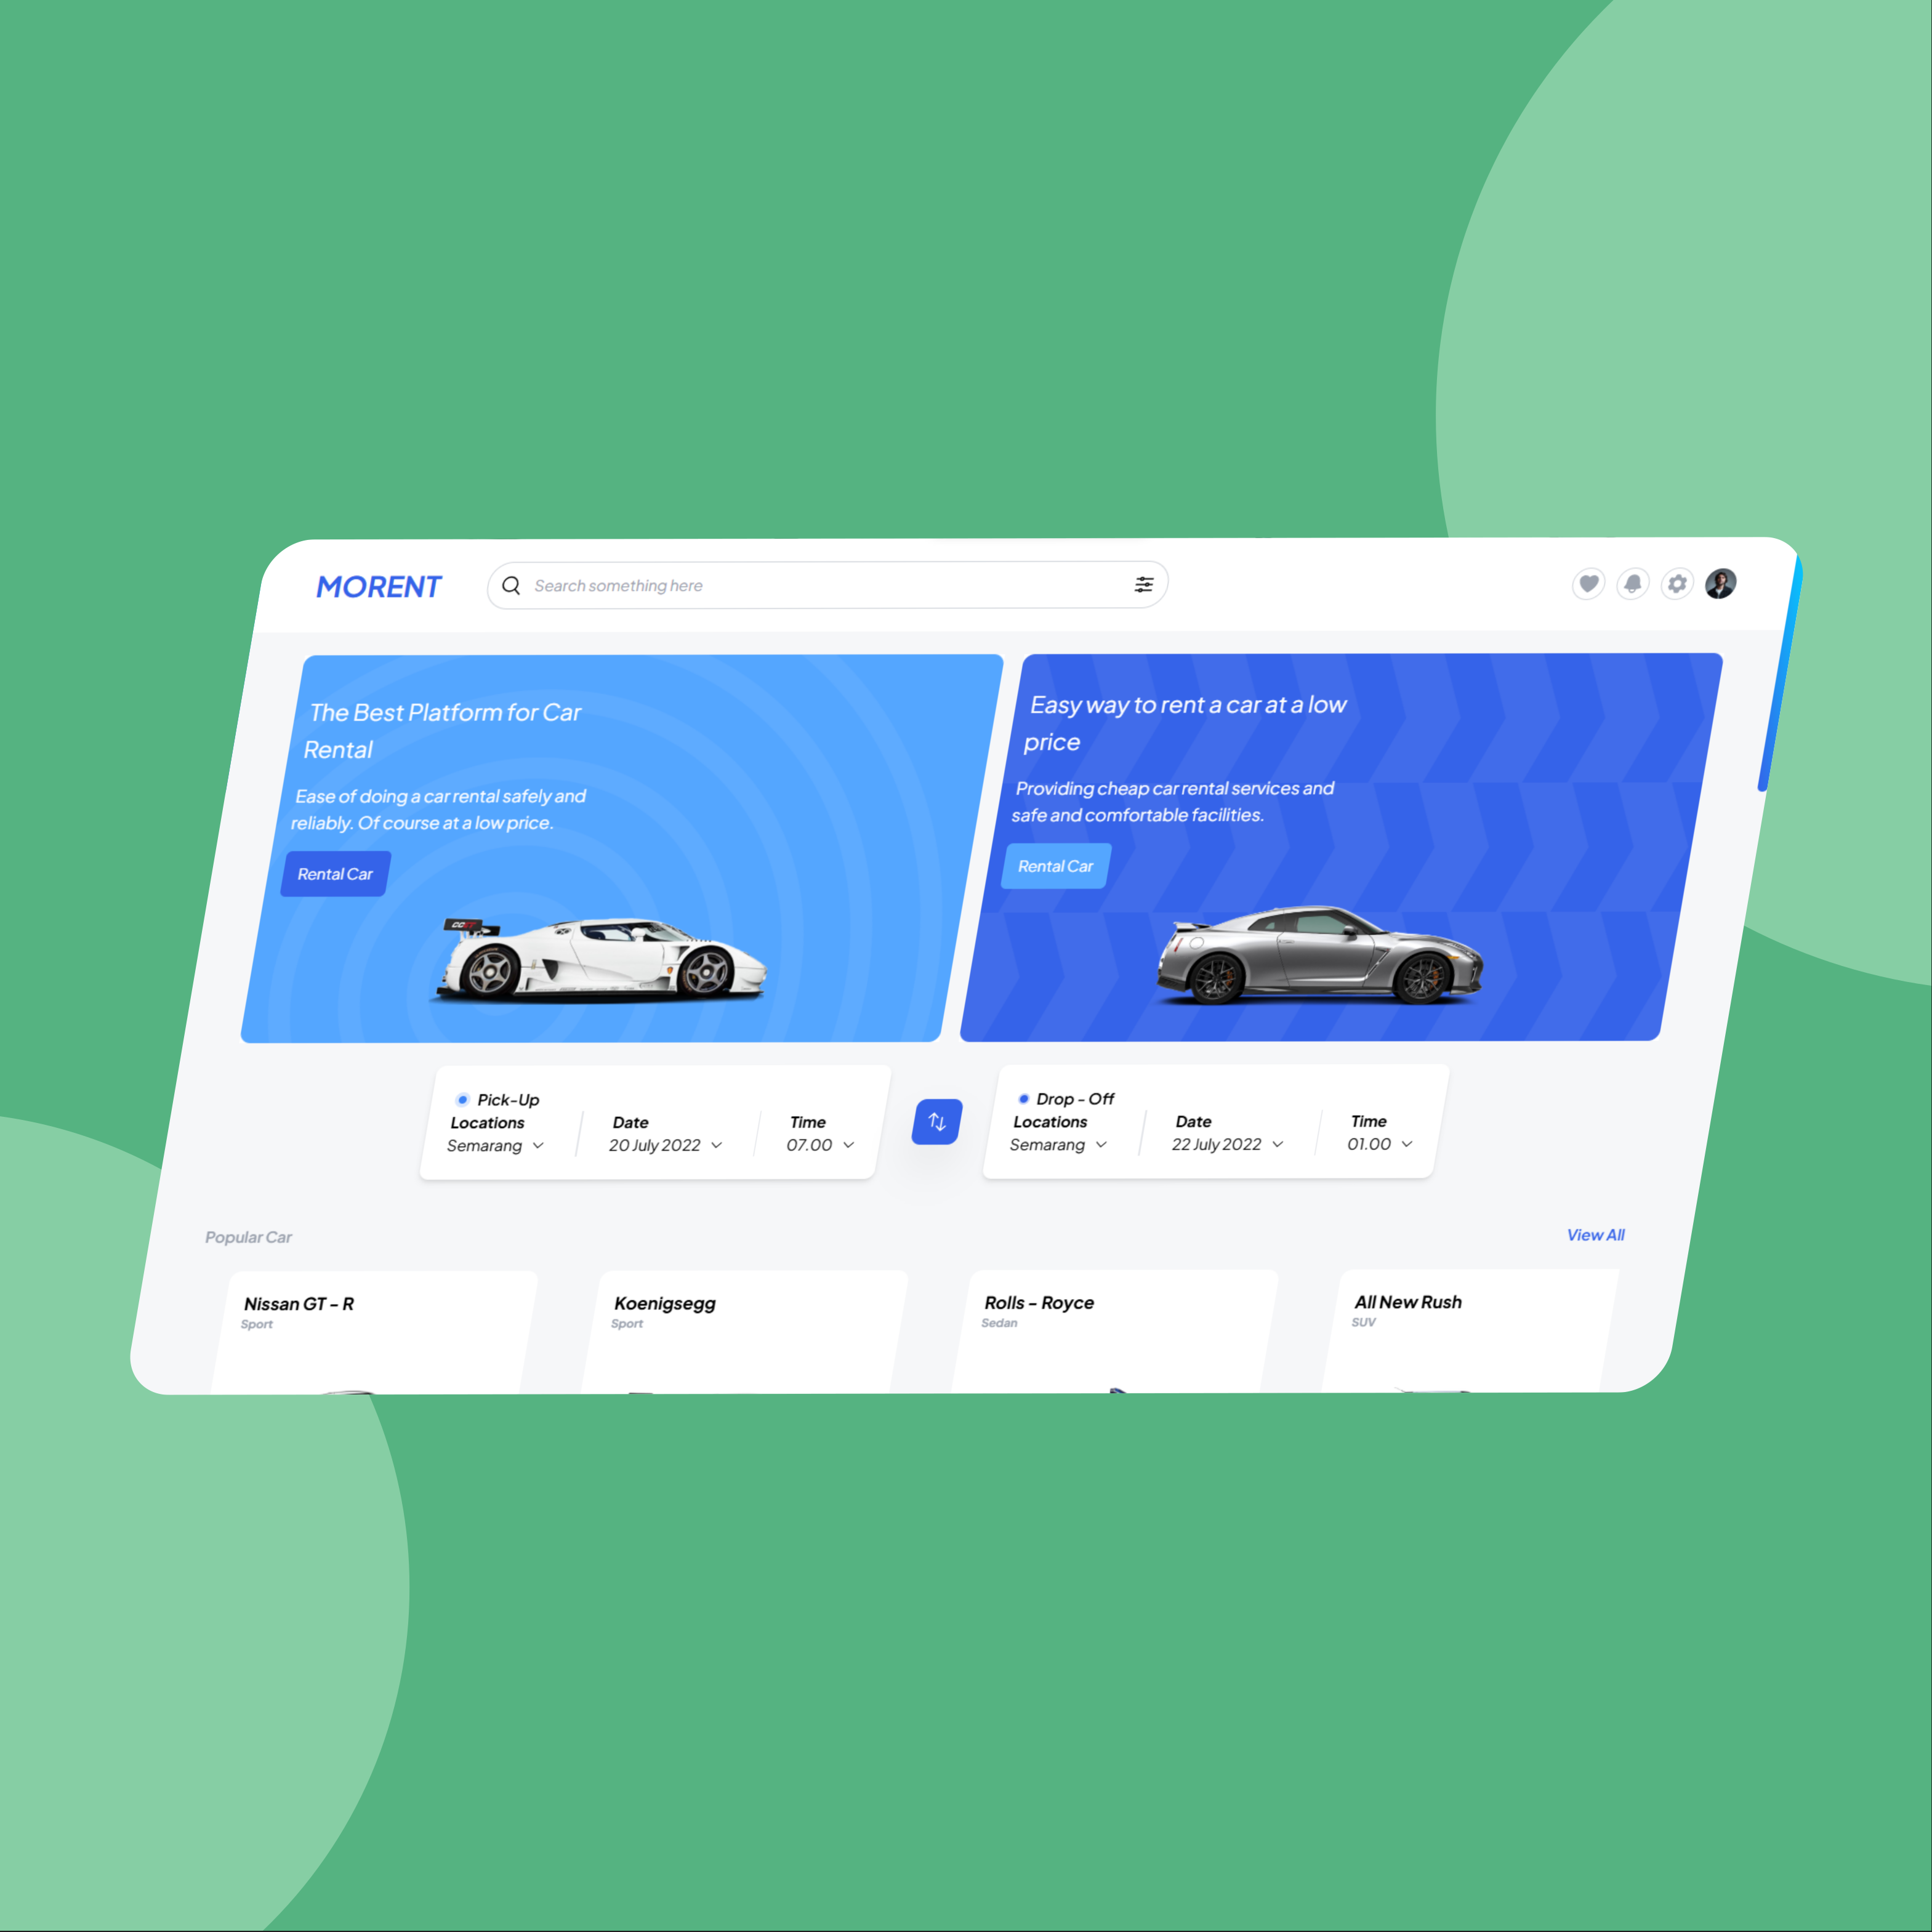 MORENT
Search something here
The Best Platform for Car
Rental
Ease of doing a car rental safely and
reliably. Of course at a low price.
Rental Car
Easy way to rent a car at a low
price
Providing cheap car rental services and
safe and comfortable facilities.
Rental Car
Pick-Up
Locations
Date
Time
Semarang
20 July 2022
07.00
Drop - Off
Locations
Date
Time
Semarang
22 July 2022
01.00
Popular Car
View All
Nissan GT - R
Sport
Koenigsegg
Sport
Rolls - Royce
Sedan
All New Rush
SUV